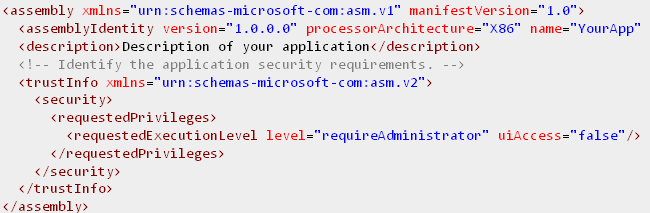 <assembly xmlns="urn:schemas-microsoft-com:asm.v1" manifestVersion="1.0">
<assemblyIdentity version="1.0.0.0" processorArchitecture="X86" name="YourApp"
<description>Description of your application</description>
<!-- Identify the application security requirements. -->
<trustInfo xmlns="urn:schemas-microsoft-com:asm.v2">
<security>
<requestedPrivileges>
<requestedExecutionLevel level="requireAdministrator" uiAccess="false"/>
</requestedPrivileges>
</security>
</trustInfo>
</assembly>